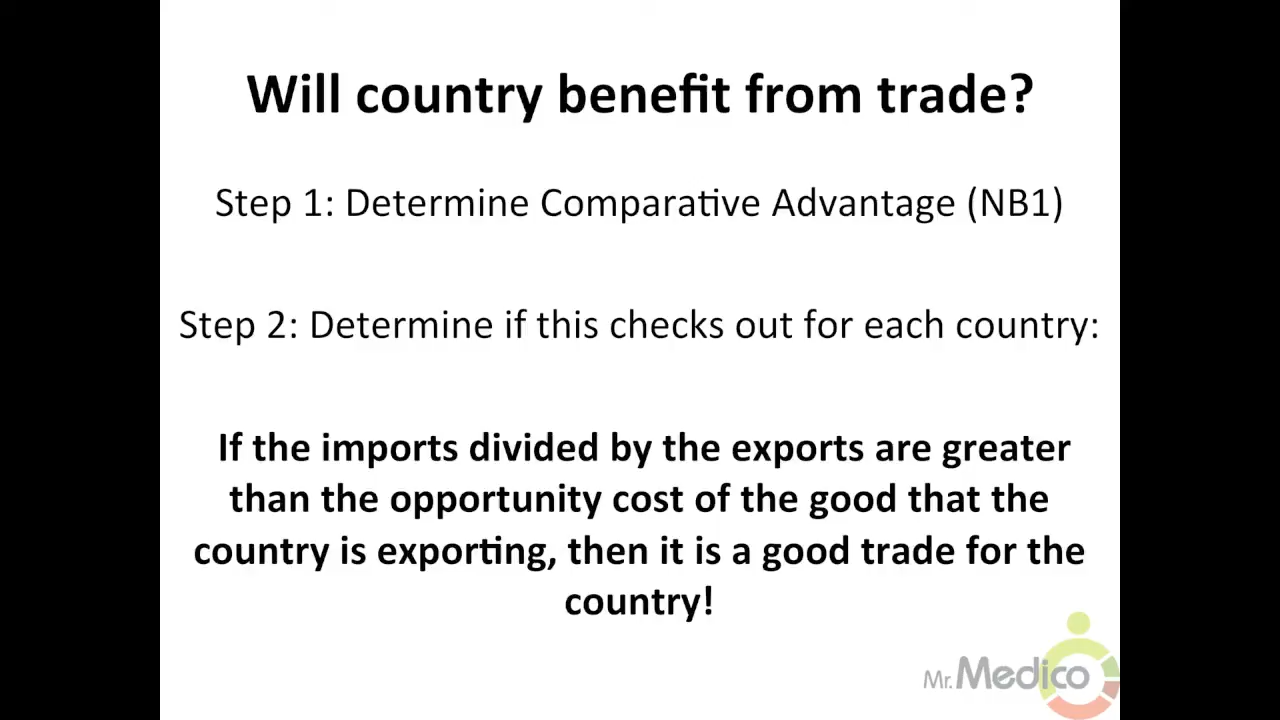 Will country benefit from trade?
Step 1: Determine Comparative Advantage (NB1)
Step 2: Determine if this checks out for each country:
If the imports divided by the exports are greater
than the opportunity cost of the good that the
country is exporting, then it is a good trade for the
country!
Mr. Medico